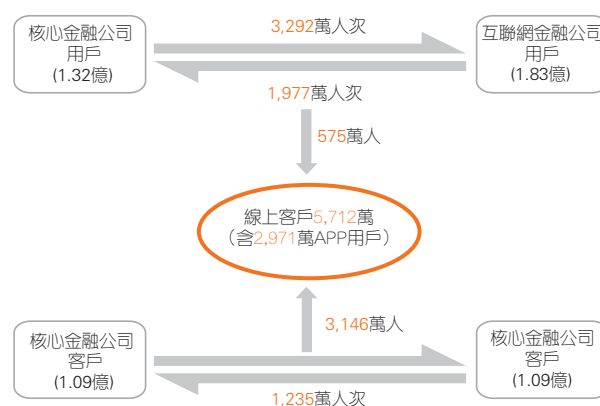 核心金融公司
用戶
(1.32億)
3,292萬人次
互聯網金融公司
用戶
(1.83億)
1,977萬人次
575萬人
線上客戶5,712萬
（含2,971萬APP用戶）
3,146萬人
核心金融公司
客戶
(1.09億)
核心金融公司
客戶
(1.09億)
1,235萬人次